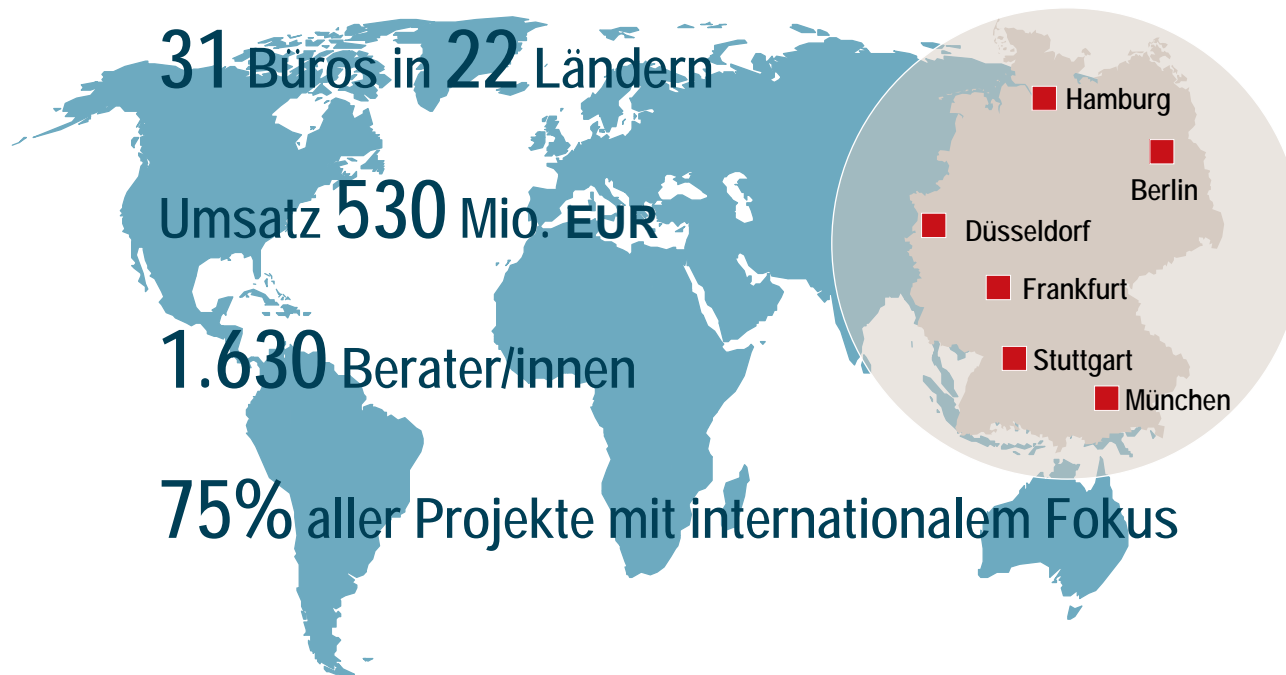 31 Büros in 22 Ländern
Umsatz 530 Mio. EUR
1.630 Berater/innen
75% aller Projekte mit internationalem Fokus
Hamburg
Berlin
Düsseldorf
Frankfurt
Stuttgart
München